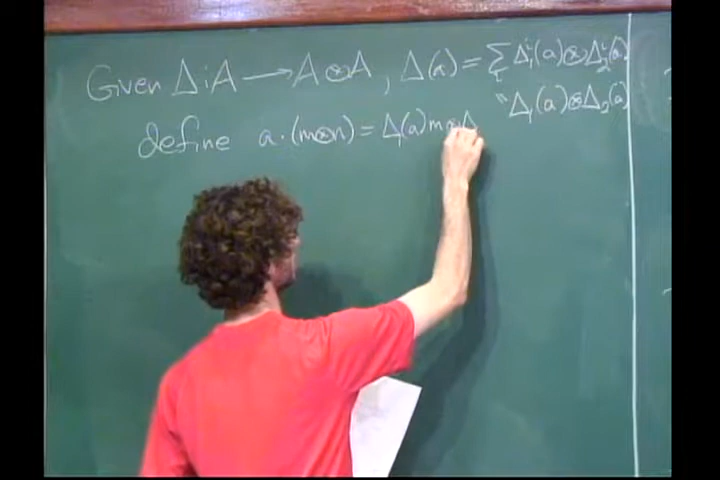 Given Δ: A ⟶ A ⊗ A, Δ(a) = ∑ᵢ Δ₁ⁱ(a) ⊗ Δ₂ⁱ(a)
" Δ₁(a) ⊗ Δ₂(a)
define a · (m⊗n) = Δ₁(a) m ⊗ Δ